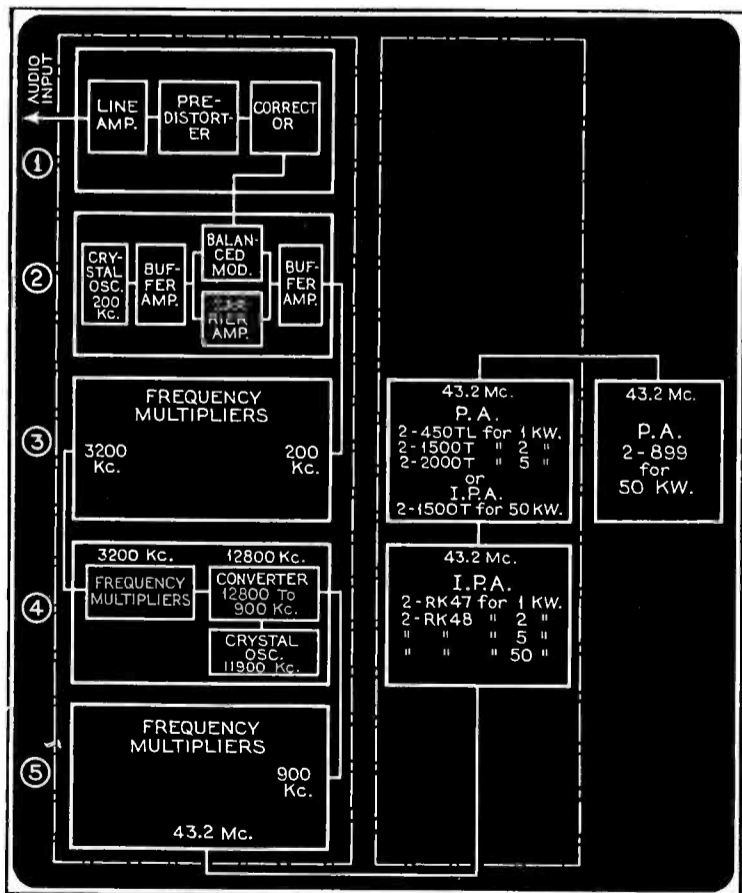 AUDIO
INPUT
①
LINE
AMP.
PRE-
DISTORT-
ER
CORRECT
OR
②
CRY-
STAL
OSC.
200
KC.
BUF-
FER
AMP.
BALAN-
CED
MOD.
RIER
AMP.
BUF-
FER
AMP.
③
FREQUENCY
MULTIPLIERS
3200
KC.
200
KC.
④
3200 KC.
12800 KC.
FREQUENCY
MULTIPLIERS
CONVERTER
12800 TO
900 KC.
CRYSTAL
OSC.
11900 KC.
⑤
FREQUENCY
MULTIPLIERS
900
KC.
43.2 MC.
43.2 MC.
P.A.
2-450TL for 1 KW.
2-1500T " 2 "
2-2000T " 5 "
or
I.P.A.
2-1500T for 50 KW.
43.2 MC.
I.P.A.
2-RK47 for 1 KW.
2-RK48 " 2 "
" " " 5 "
" " " 50 "
43.2 MC.
P.A.
2-899
for
50 KW.